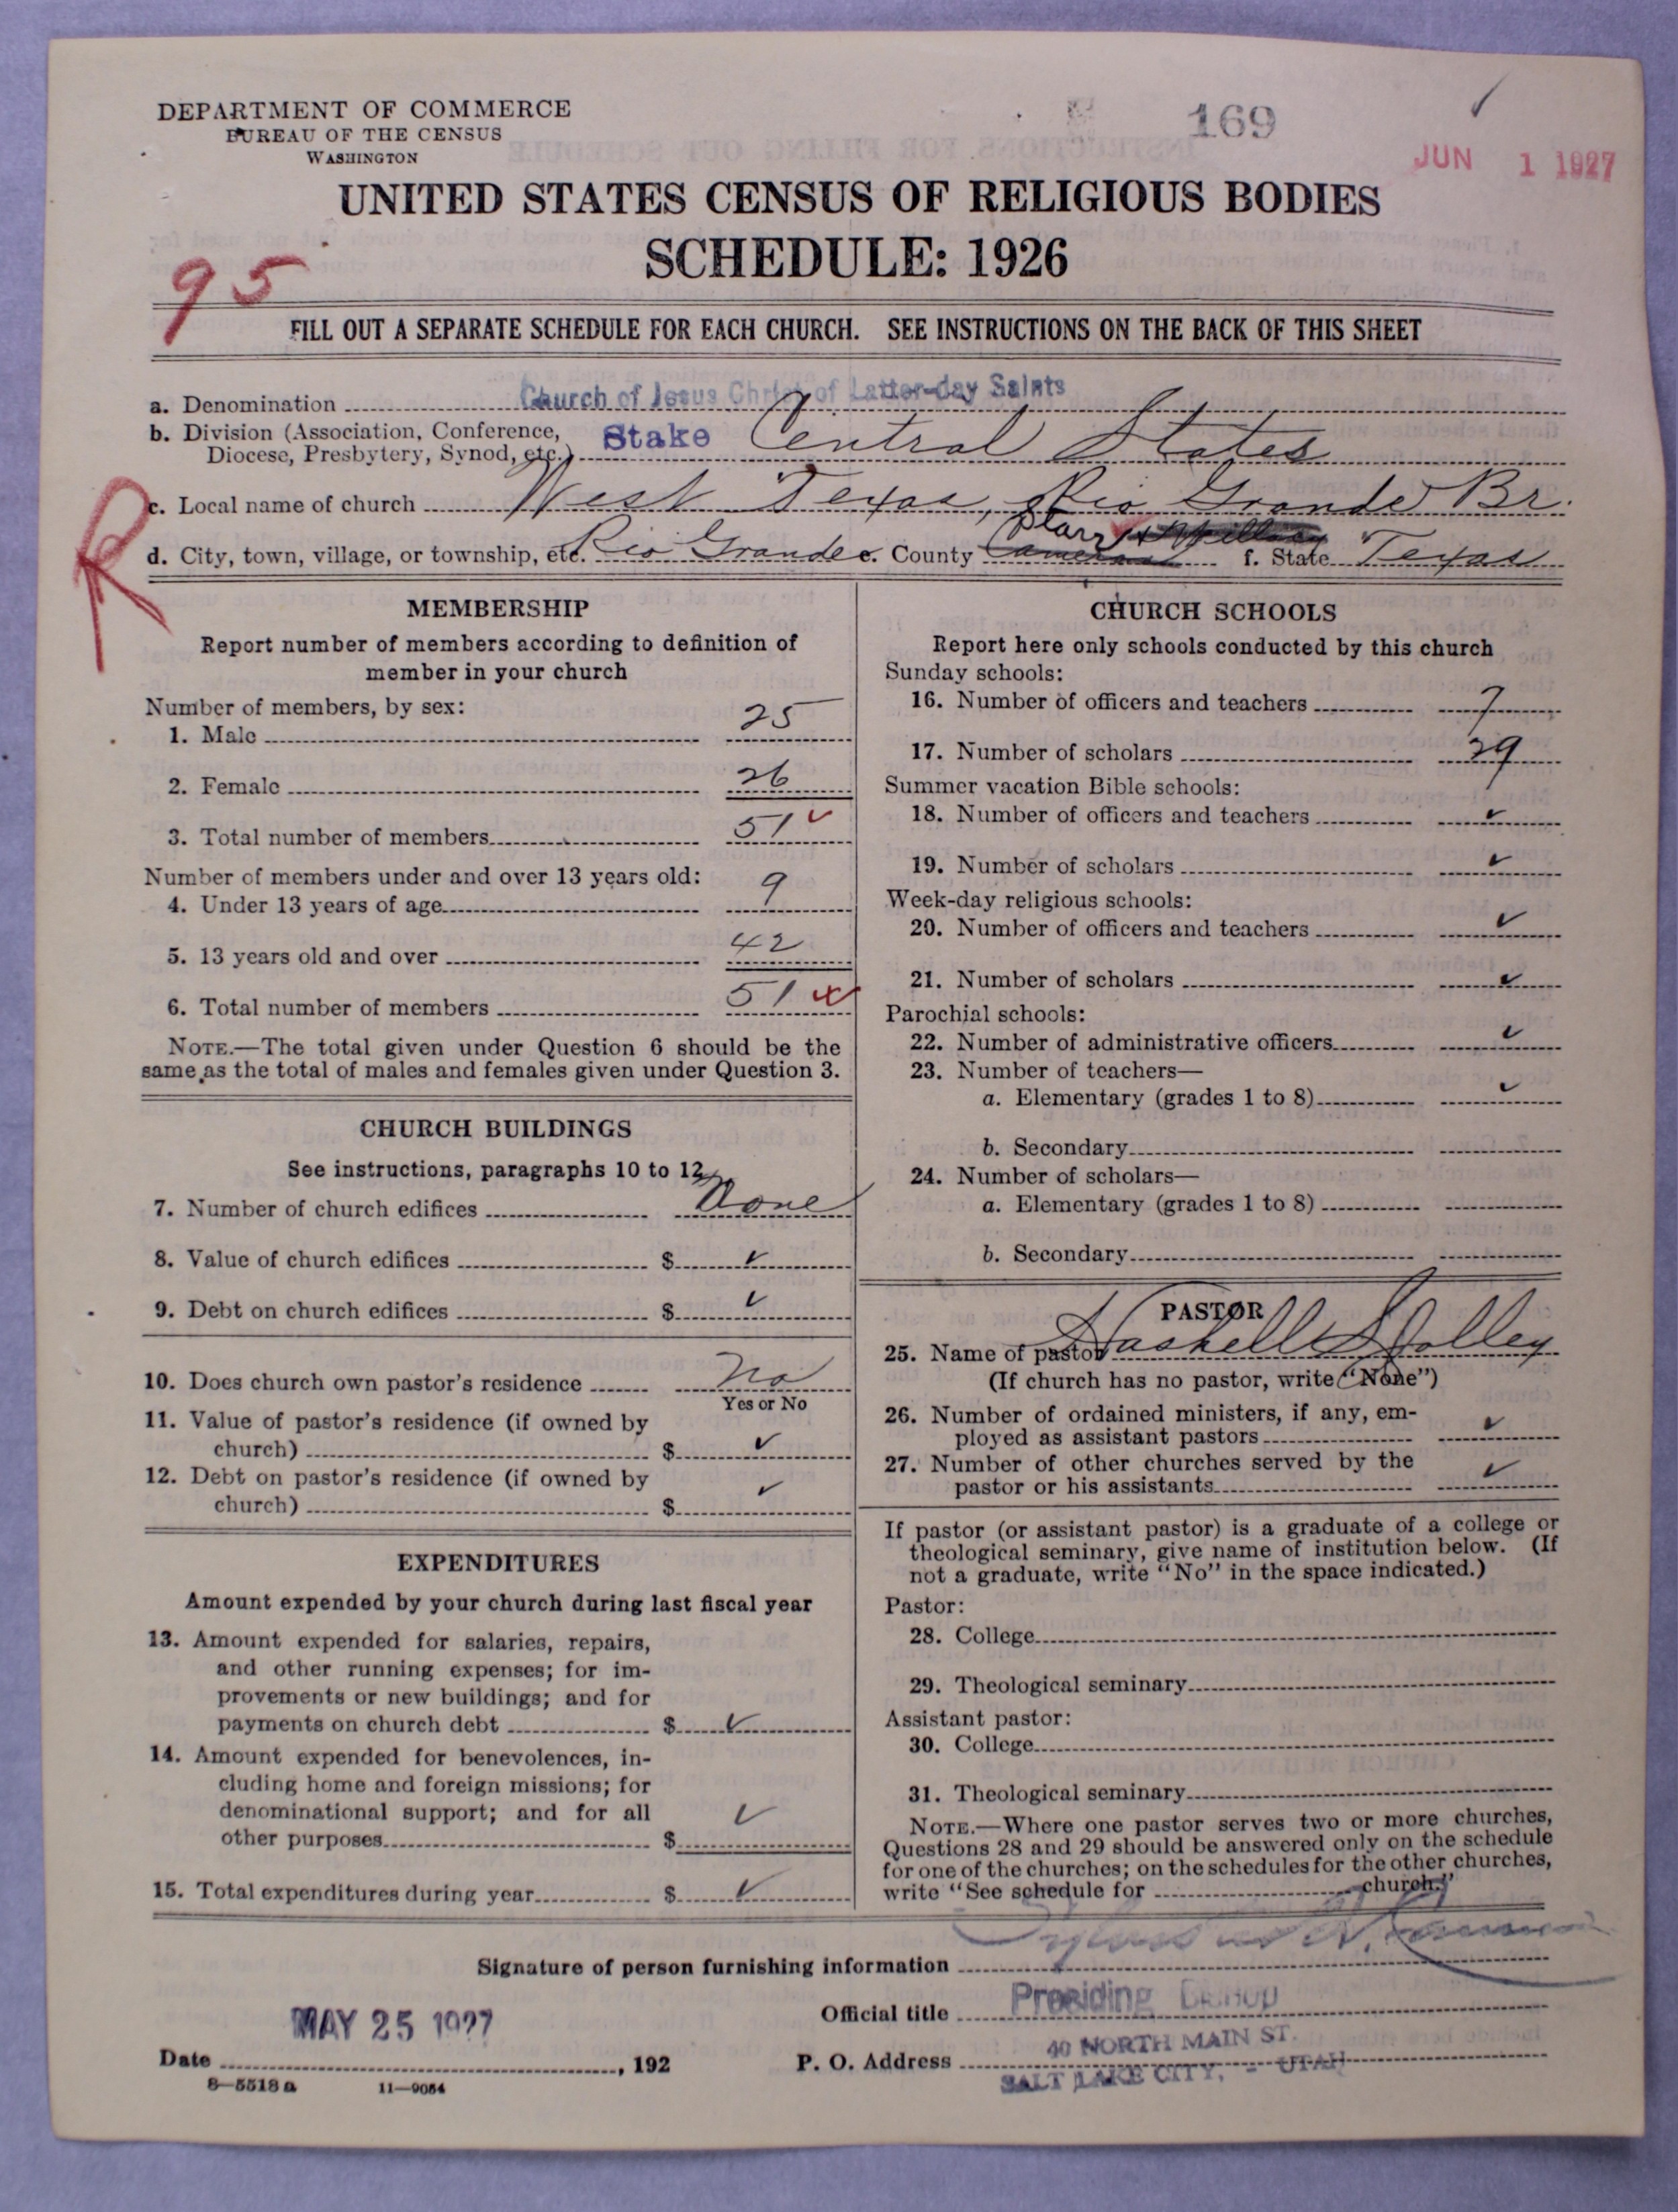 DEPARTMENT OF COMMERCE
BUREAU OF THE CENSUS
WASHINGTON
169
JUN 1 1927
UNITED STATES CENSUS OF RELIGIOUS BODIES
SCHEDULE: 1926
95
FILL OUT A SEPARATE SCHEDULE FOR EACH CHURCH. SEE INSTRUCTIONS ON THE BACK OF THIS SHEET
a. Denomination Church of Jesus Christ of Latter-day Saints
b. Division (Association, Conference,
Diocese, Presbytery, Synod, etc.) Stake Central States
R
c. Local name of church West Texas, Rio Grande Br.
d. City, town, village, or township, etc. Rio Grande e. County Starr Cameron f. State Texas
MEMBERSHIP
Report number of members according to definition of
member in your church
Number of members, by sex:
1. Male 25
2. Female 26
3. Total number of members 51 ✓
Number of members under and over 13 years old:
4. Under 13 years of age 9
5. 13 years old and over 42
6. Total number of members 51
NOTE.—The total given under Question 6 should be the
same as the total of males and females given under Question 3.
CHURCH BUILDINGS
See instructions, paragraphs 10 to 12
7. Number of church edifices None
8. Value of church edifices $ ✓
9. Debt on church edifices $ ✓
10. Does church own pastor's residence No
Yes or No
11. Value of pastor's residence (if owned by
church) $ ✓
12. Debt on pastor's residence (if owned by
church) $ ✓
EXPENDITURES
Amount expended by your church during last fiscal year
13. Amount expended for salaries, repairs,
and other running expenses; for im-
provements or new buildings; and for
payments on church debt $ ✓
14. Amount expended for benevolences, in-
cluding home and foreign missions; for
denominational support; and for all
other purposes $ ✓
15. Total expenditures during year $ ✓
CHURCH SCHOOLS
Report here only schools conducted by this church
Sunday schools:
16. Number of officers and teachers 7
17. Number of scholars 29
Summer vacation Bible schools:
18. Number of officers and teachers ✓
19. Number of scholars ✓
Week-day religious schools:
20. Number of officers and teachers ✓
21. Number of scholars ✓
Parochial schools:
22. Number of administrative officers ✓
23. Number of teachers—
a. Elementary (grades 1 to 8) ✓
b. Secondary
24. Number of scholars—
a. Elementary (grades 1 to 8)
b. Secondary
PASTOR
25. Name of pastor Haskell S Jolley
(If church has no pastor, write "None")
26. Number of ordained ministers, if any, em-
ployed as assistant pastors ✓
27. Number of other churches served by the
pastor or his assistants ✓
If pastor (or assistant pastor) is a graduate of a college or
theological seminary, give name of institution below. (If
not a graduate, write "No" in the space indicated.)
Pastor:
28. College
29. Theological seminary
Assistant pastor:
30. College
31. Theological seminary
NOTE.—Where one pastor serves two or more churches,
Questions 28 and 29 should be answered only on the schedule
for one of the churches; on the schedules for the other churches,
write "See schedule for church."
Signature of person furnishing information
Official title Presiding Bishop
P. O. Address 40 NORTH MAIN ST.
SALT LAKE CITY, - UTAH
MAY 25 1927
Date , 192
8—5518 a 11—9054